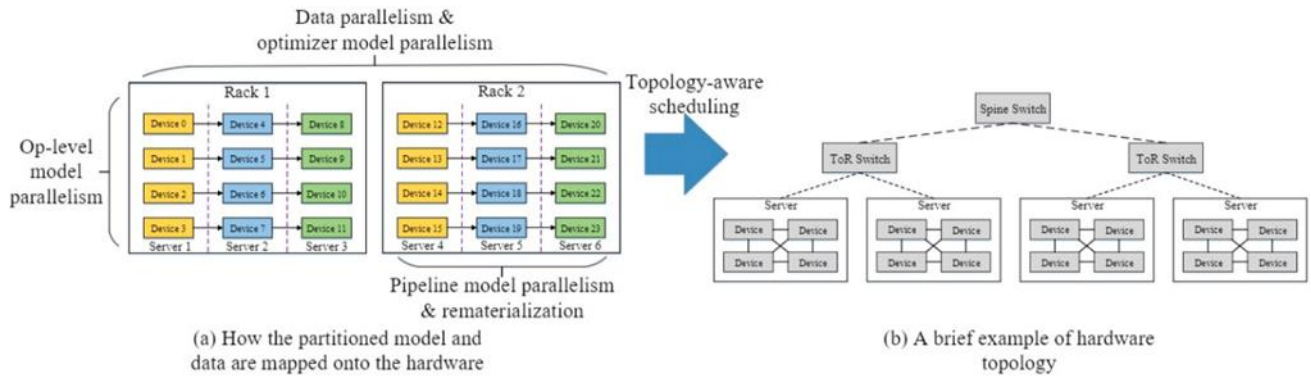 Data parallelism &
optimizer model parallelism
Rack 1
Rack 2
Topology-aware
scheduling
Op-level
model
parallelism
Device 0 Device 4 Device 8
Device 1 Device 5 Device 9
Device 2 Device 6 Device 10
Device 3 Device 7 Device 11
Server 1 Server 2 Server 3
Device 12 Device 16 Device 20
Device 13 Device 17 Device 21
Device 14 Device 18 Device 22
Device 15 Device 19 Device 23
Server 4 Server 5 Server 6
Pipeline model parallelism
& rematerialization
(a) How the partitioned model and
data are mapped onto the hardware
Spine Switch
ToR Switch
ToR Switch
Server
Device Device
Device Device
Server
Device Device
Device Device
Server
Device Device
Device Device
Server
Device Device
Device Device
(b) A brief example of hardware
topology